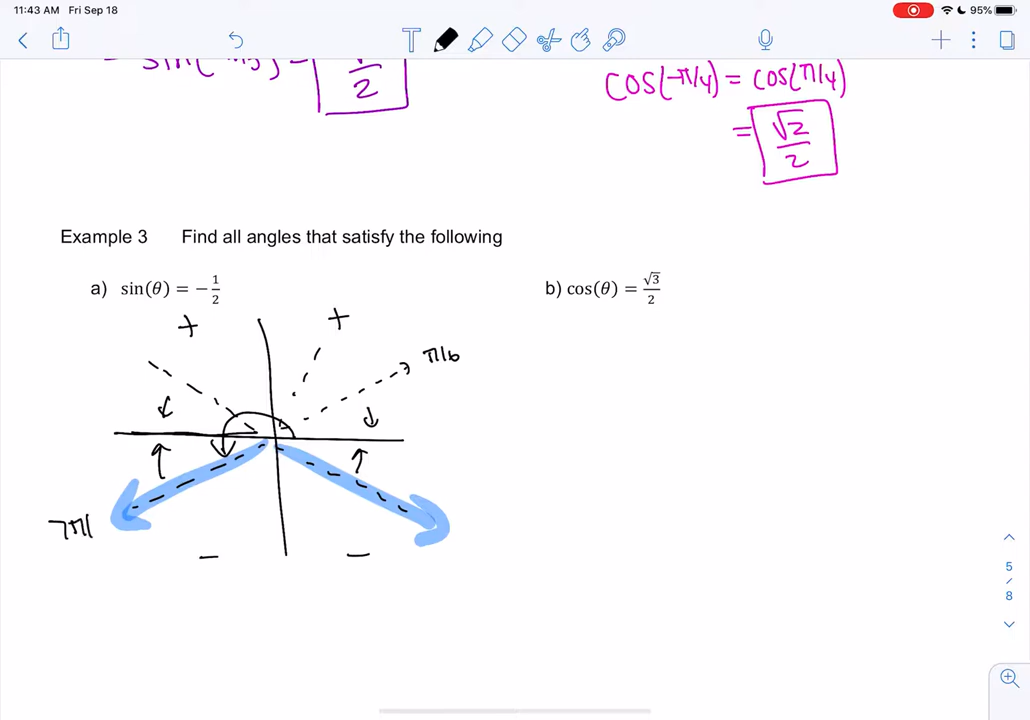 11:43 AM Fri Sep 18
95%
T
√2/2
cos(-π/4) = cos(π/4)
= √2/2
Example 3 Find all angles that satisfy the following
a) sin(θ) = −1/2
b) cos(θ) = √3/2
+ +
π/6
7π/
− −
5
/
8